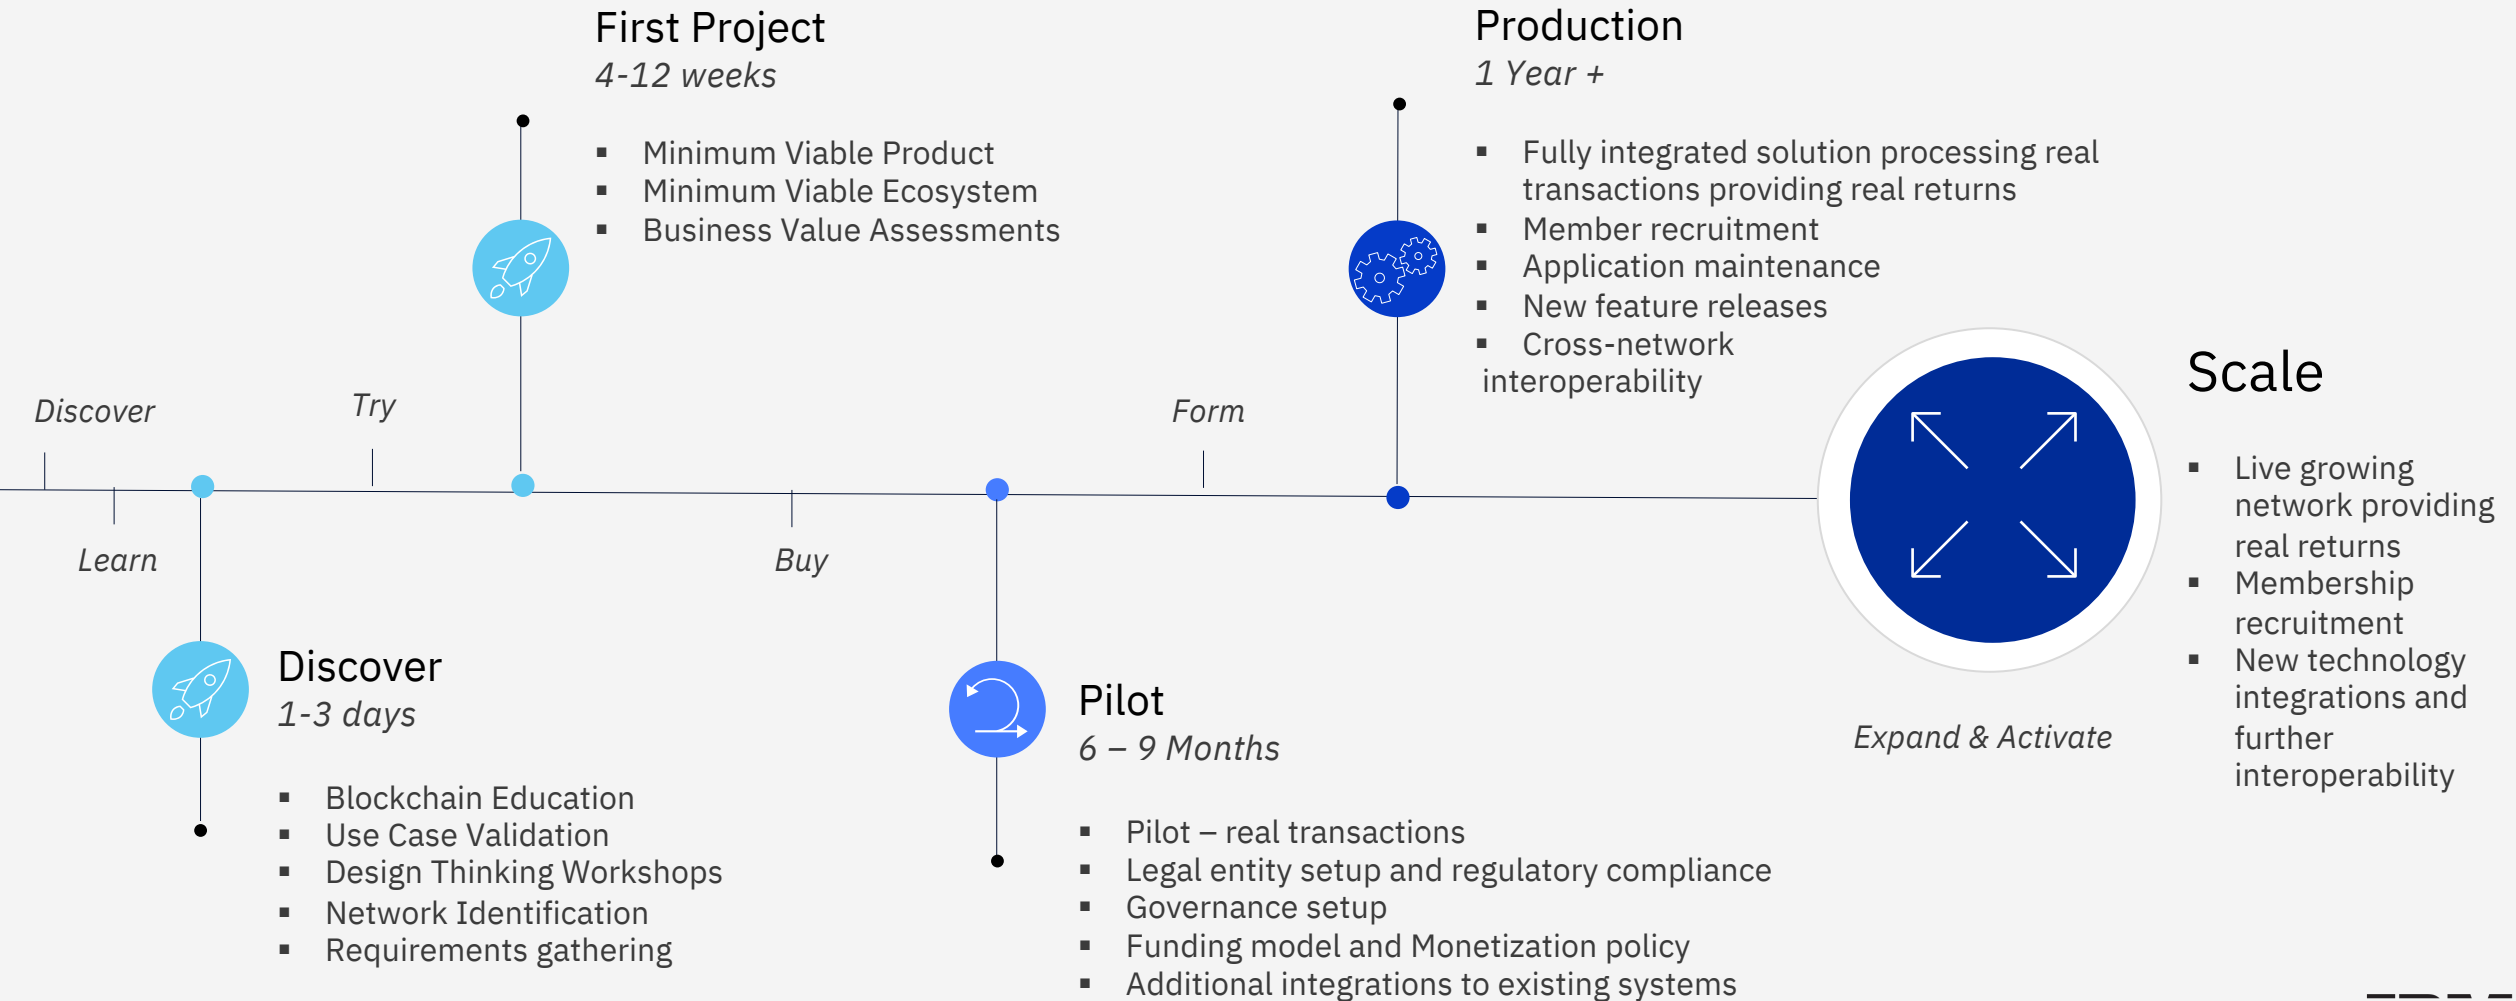 First Project
4-12 weeks
▪ Minimum Viable Product
▪ Minimum Viable Ecosystem
▪ Business Value Assessments
Production
1 Year +
▪ Fully integrated solution processing real
transactions providing real returns
▪ Member recruitment
▪ Application maintenance
▪ New feature releases
▪ Cross-network
interoperability
Discover
Try
Form
Learn
Buy
Discover
1-3 days
▪ Blockchain Education
▪ Use Case Validation
▪ Design Thinking Workshops
▪ Network Identification
▪ Requirements gathering
Pilot
6 – 9 Months
▪ Pilot – real transactions
▪ Legal entity setup and regulatory compliance
▪ Governance setup
▪ Funding model and Monetization policy
▪ Additional integrations to existing systems
Expand & Activate
Scale
▪ Live growing
network providing
real returns
▪ Membership
recruitment
▪ New technology
integrations and
further
interoperability